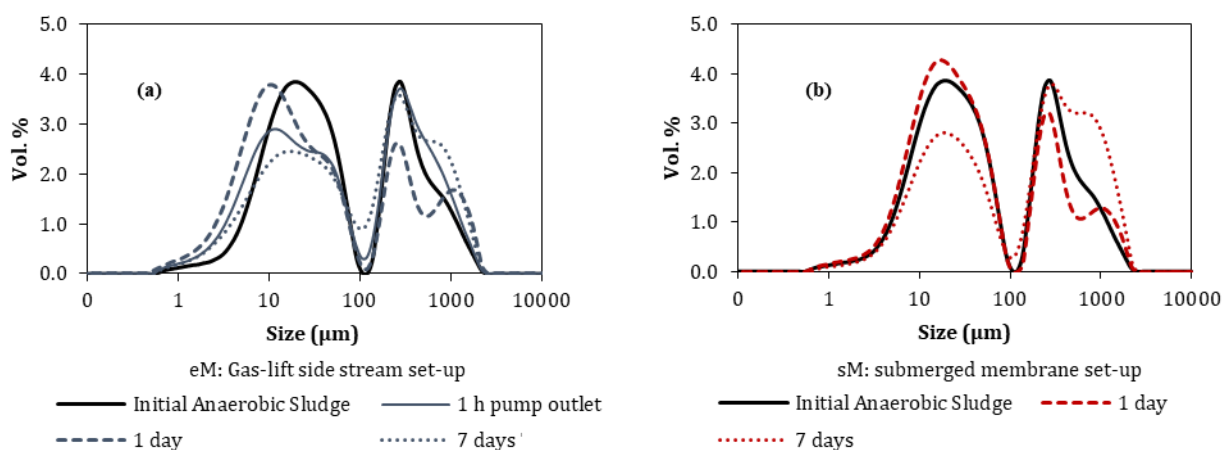 5.0
4.0
3.0
2.0
1.0
0.0
Vol. %
(a)
0 1 10 100 1000 10000
Size (µm)
eM: Gas-lift side stream set-up
Initial Anaerobic Sludge 1 h pump outlet
1 day 7 days
5.0
4.0
3.0
2.0
1.0
0.0
Vol. %
(b)
0 1 10 100 1000 10000
Size (µm)
sM: submerged membrane set-up
Initial Anaerobic Sludge 1 day
7 days